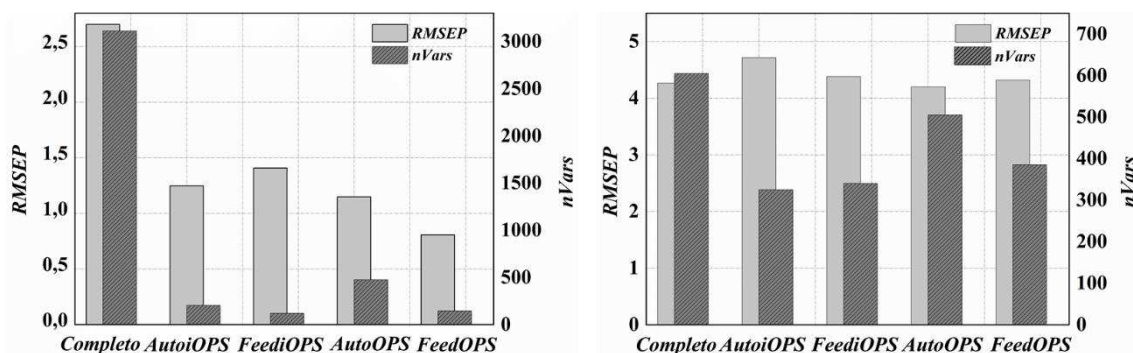 RMSEP
nVars
2,5
2,0
1,5
1,0
0,5
0,0
RMSEP
3000
2500
2000
1500
1000
500
0
nVars
Completo AutoiOPS FeediOPS AutoOPS FeedOPS
RMSEP
nVars
5
4
3
2
1
0
RMSEP
700
600
500
400
300
200
100
0
nVars
Completo AutoiOPS FeediOPS AutoOPS FeedOPS